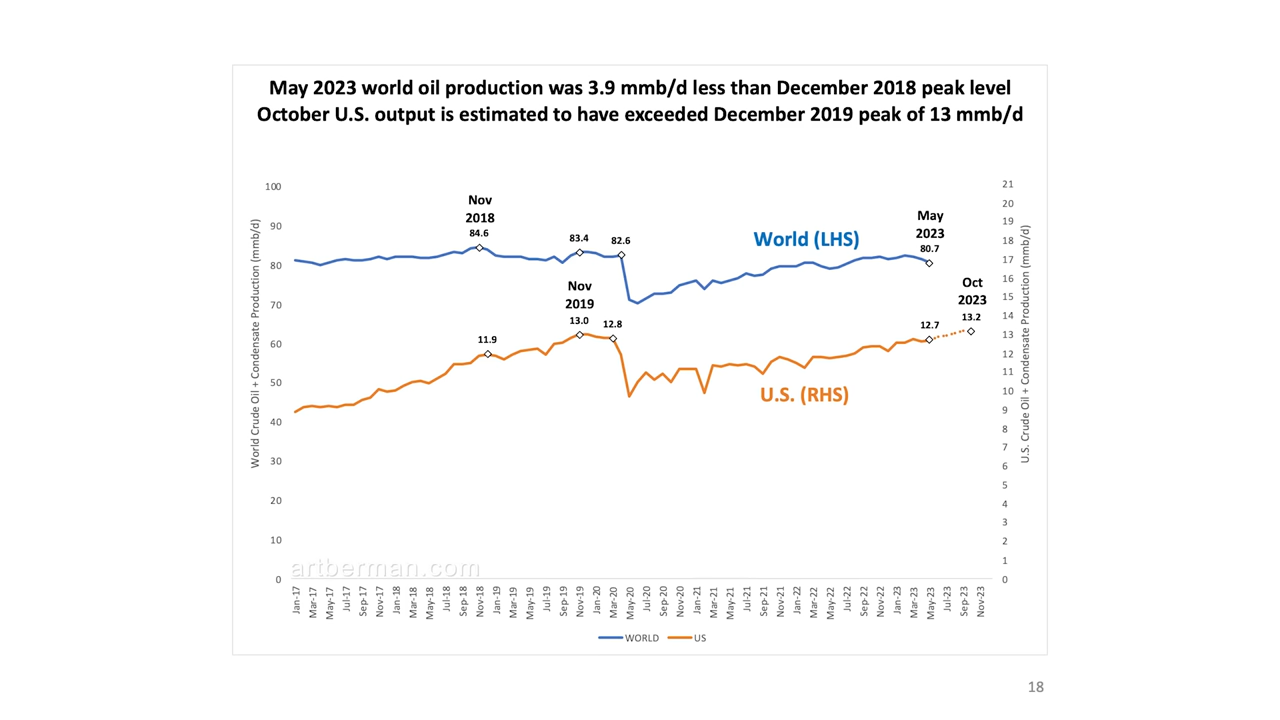 May 2023 world oil production was 3.9 mmb/d less than December 2018 peak level
October U.S. output is estimated to have exceeded December 2019 peak of 13 mmb/d
World Crude Oil + Condensate Production (mmb/d)
100
90
80
70
60
50
40
30
20
10
0
Nov
2018
84.6
83.4
82.6
World (LHS)
May
2023
80.7
Nov
2019
13.0
12.8
11.9
12.7
Oct
2023
13.2
U.S. (RHS)
21
20
19
18
17
16
15
14
13
12
11
10
9
8
7
6
5
4
3
2
1
0
U.S. Crude Oil + Condensate Production (mmb/d)
artberman.com
Jan-17
Mar-17
May-17
Jul-17
Sep-17
Nov-17
Jan-18
Mar-18
May-18
Jul-18
Sep-18
Nov-18
Jan-19
Mar-19
May-19
Jul-19
Sep-19
Nov-19
Jan-20
Mar-20
May-20
Jul-20
Sep-20
Nov-20
Jan-21
Mar-21
May-21
Jul-21
Sep-21
Nov-21
Jan-22
Mar-22
May-22
Jul-22
Sep-22
Nov-22
Jan-23
Mar-23
May-23
Jul-23
Sep-23
Nov-23
WORLD
US
18